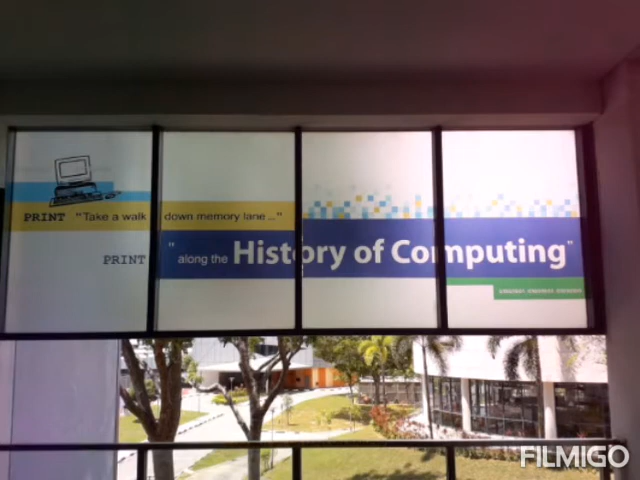 PRINT "Take a walk down memory lane..."
PRINT "along the History of Computing"
FILMIGO